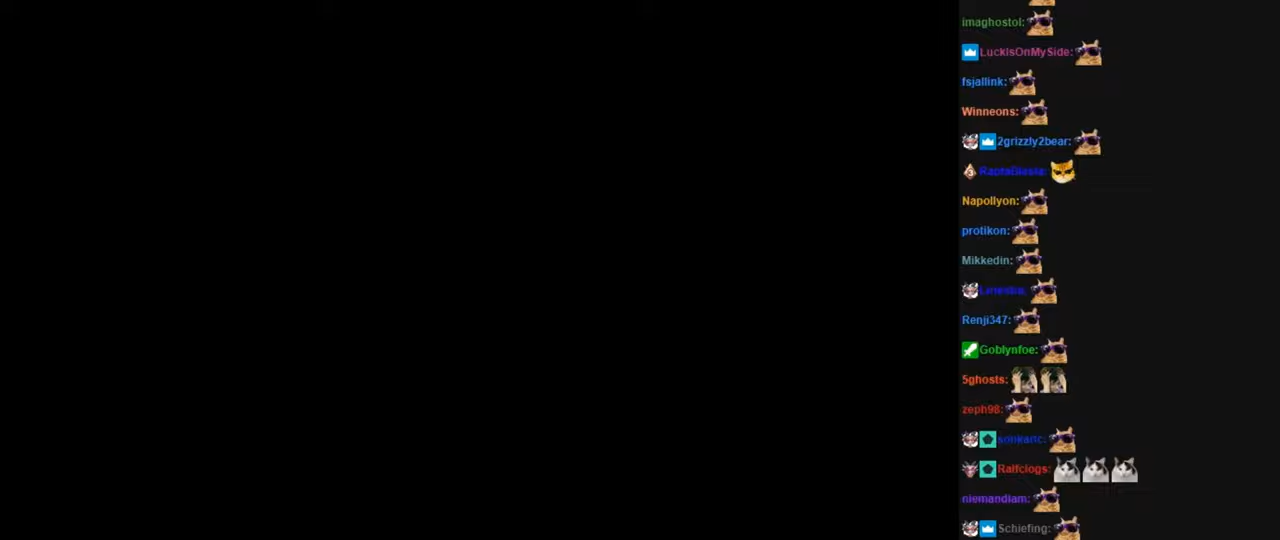 imaghostol:
LuckIsOnMySide:
fsjallink:
Winneons:
2grizzly2bear:
Napollyon:
protikon:
Mikkedin:
Renji347:
Goblynfoe:
5ghosts:
zeph98:
Ralfclogs:
niemandiam:
Schiefing: